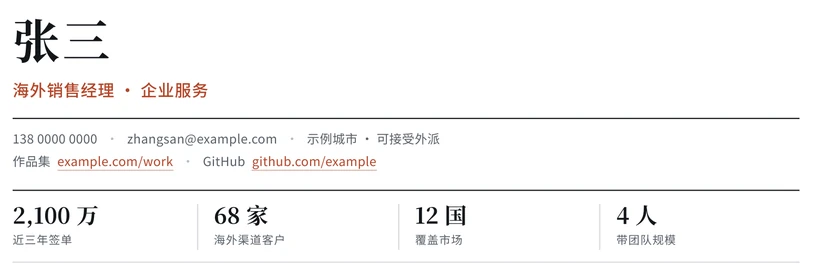 张三
海外销售经理 · 企业服务
138 0000 0000 · zhangsan@example.com · 示例城市 · 可接受外派
作品集 example.com/work · GitHub github.com/example
2,100 万 68 家 12 国 4 人
近三年签单 海外渠道客户 覆盖市场 带团队规模